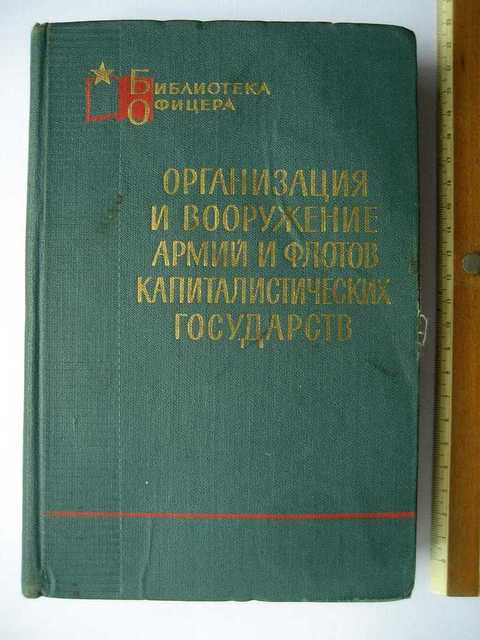 Библиотека
Офицера
ОРГАНИЗАЦИЯ
И ВООРУЖЕНИЕ
АРМИЙ И ФЛОТОВ
КАПИТАЛИСТИЧЕСКИХ
ГОСУДАРСТВ